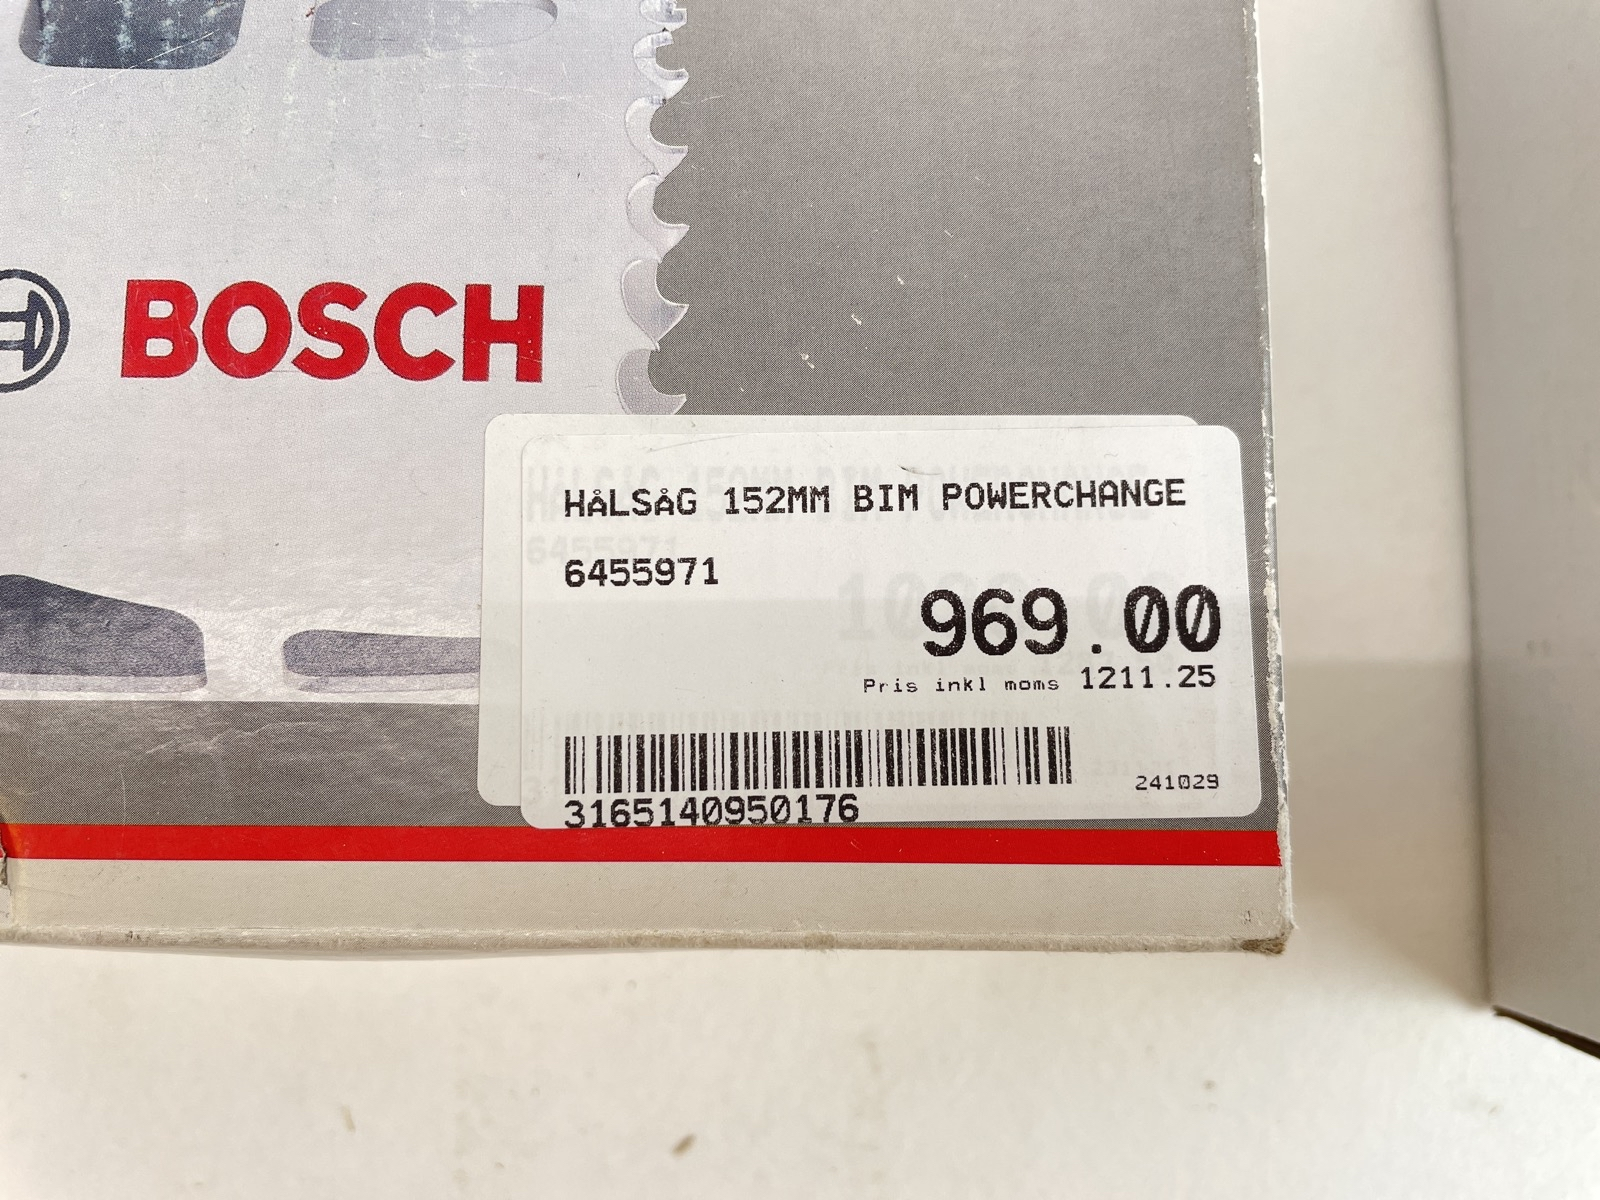 BOSCH
HÅLSÅG 152MM BIM POWERCHANGE
6455971
969.00
Pris inkl moms 1211.25
241029
3165140950176